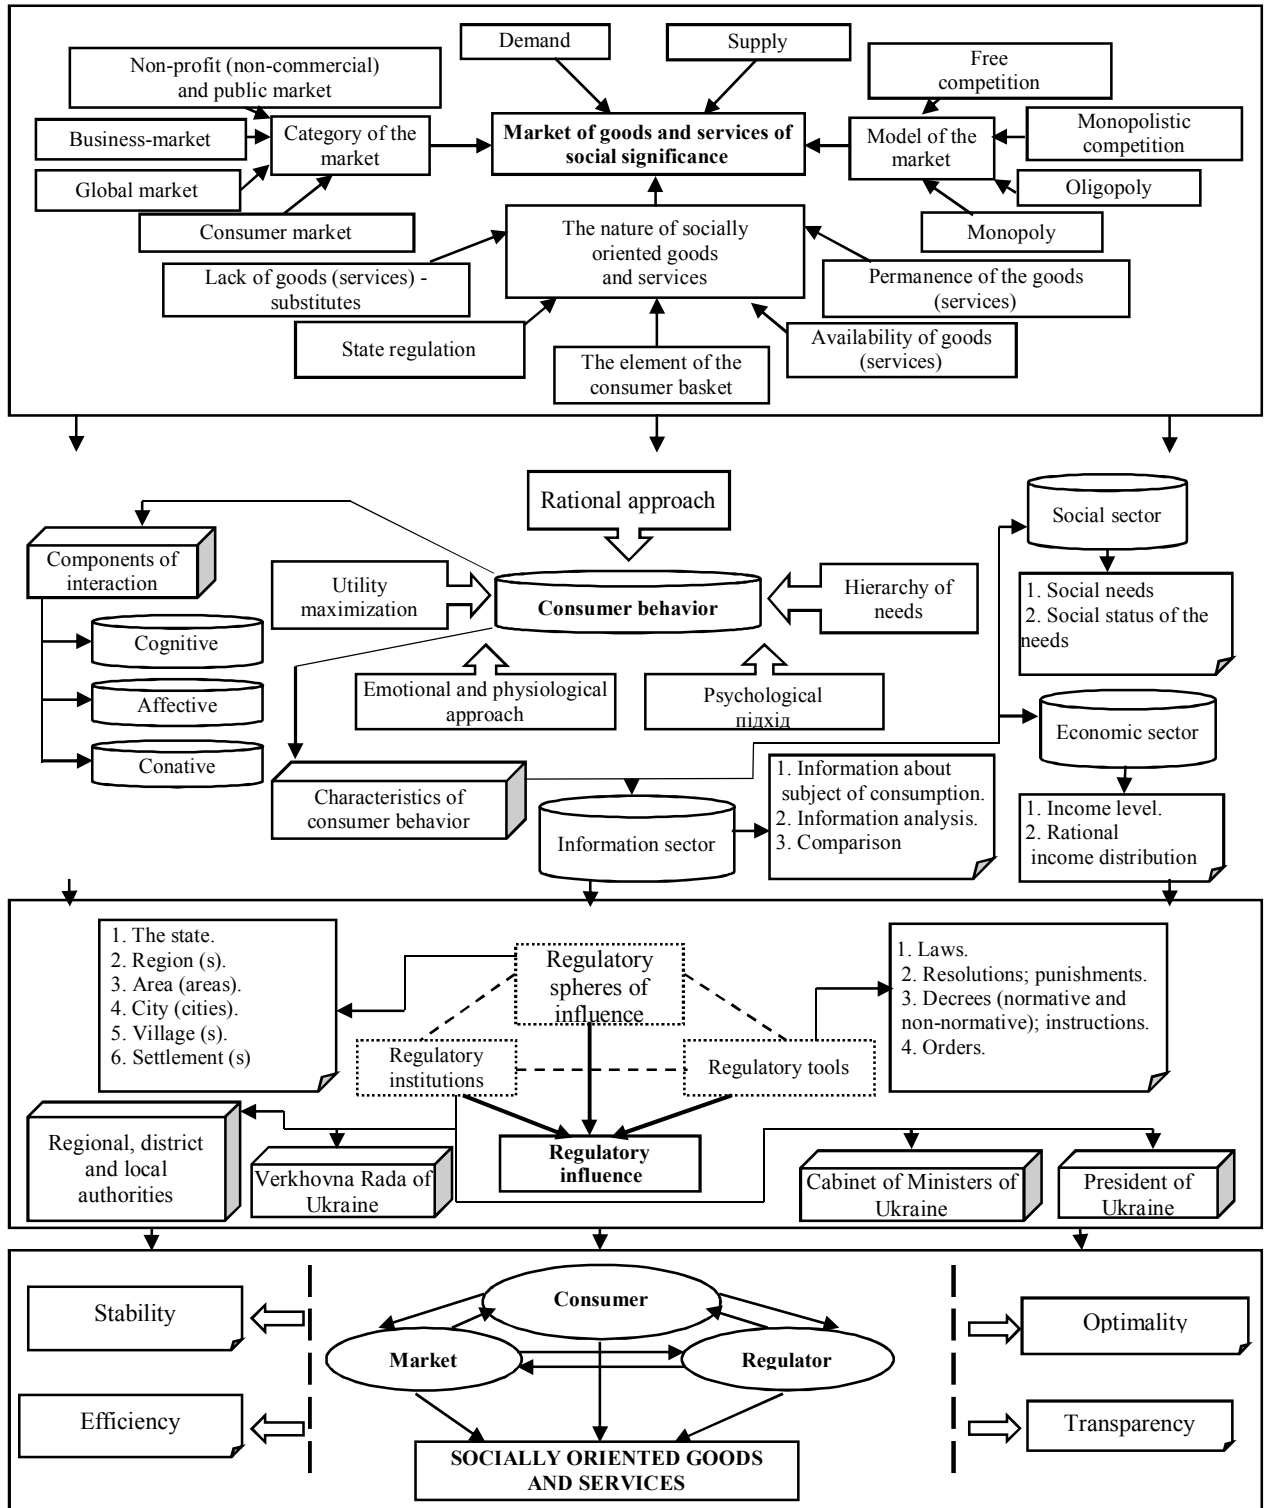 Demand
Supply
Non-profit (non-commercial)
and public market
Free
competition
Business-market
Category of the
market
Market of goods and services of
social significance
Model of the
market
Monopolistic
competition
Global market
Oligopoly
Consumer market
The nature of socially
oriented goods
and services
Monopoly
Lack of goods (services) -
substitutes
Permanence of the goods
(services)
State regulation
The element of the
consumer basket
Availability of goods
(services)
Rational approach
Social sector
Components of
interaction
Utility
maximization
Consumer behavior
Hierarchy of
needs
1. Social needs
2. Social status of the
needs
Cognitive
Affective
Conative
Emotional and physiological
approach
Psychological
підхід
Economic sector
Characteristics of
consumer behavior
Information sector
1. Information about
subject of consumption.
2. Information analysis.
3. Comparison
1. Income level.
2. Rational
income distribution
1. The state.
2. Region (s).
3. Area (areas).
4. City (cities).
5. Village (s).
6. Settlement (s)
Regulatory
spheres of
influence
1. Laws.
2. Resolutions; punishments.
3. Decrees (normative and
non-normative); instructions.
4. Orders.
Regulatory
institutions
Regulatory tools
Regional, district
and local
authorities
Verkhovna Rada of
Ukraine
Regulatory
influence
Cabinet of Ministers of
Ukraine
President of
Ukraine
Stability
Consumer
Optimality
Market
Regulator
Efficiency
Transparency
SOCIALLY ORIENTED GOODS
AND SERVICES